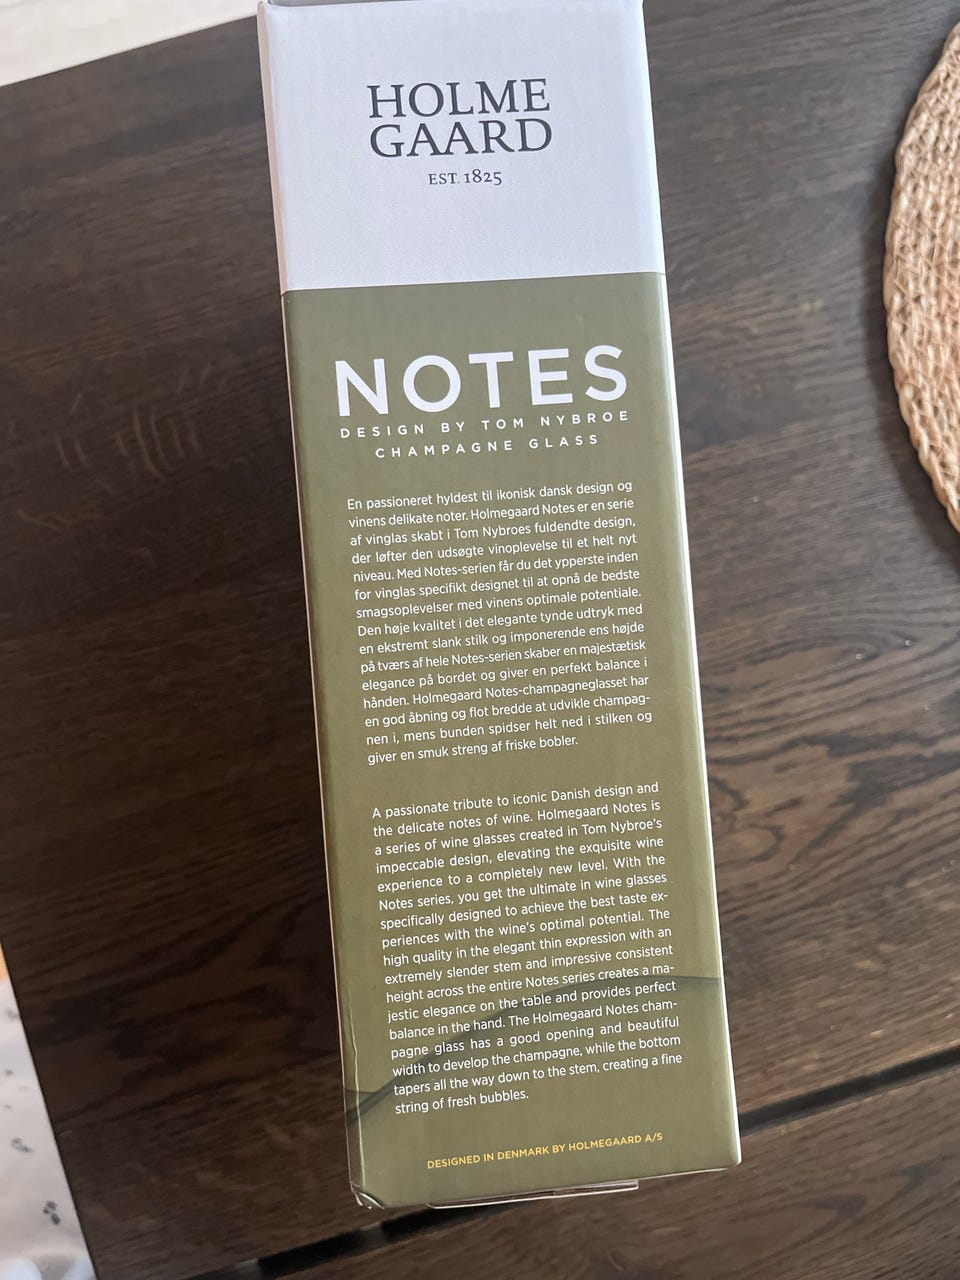 HOLME
GAARD
EST. 1825
NOTES
DESIGN BY TOM NYBROE
CHAMPAGNE GLASS
En passioneret hyldest til ikonisk dansk design og
vinens delikate noter. Holmegaard Notes er en serie
af vinglas skabt i Tom Nybroes fuldendte design,
der løfter den udsøgte vinoplevelse til et helt nyt
niveau. Med Notes-serien får du det ypperste inden
for vinglas specifikt designet til at opnå de bedste
smagsoplevelser med vinens optimale potentiale.
Den høje kvalitet i det elegante tynde udtryk med
en ekstremt slank stilk og imponerende ens højde
på tværs af hele Notes-serien skaber en majestætisk
elegance på bordet og giver en perfekt balance i
hånden. Holmegaard Notes-champagneglasset har
en god åbning og flot bredde at udvikle champag-
nen i, mens bunden spidser helt ned i stilken og
giver en smuk streng af friske bobler.
A passionate tribute to iconic Danish design and
the delicate notes of wine. Holmegaard Notes is
a series of wine glasses created in Tom Nybroe's
impeccable design, elevating the exquisite wine
experience to a completely new level. With the
Notes series, you get the ultimate in wine glasses
specifically designed to achieve the best taste ex-
periences with the wine's optimal potential. The
high quality in the elegant thin expression with an
extremely slender stem and impressive consistent
height across the entire Notes series creates a ma-
jestic elegance on the table and provides perfect
balance in the hand. The Holmegaard Notes cham-
pagne glass has a good opening and beautiful
width to develop the champagne, while the bottom
tapers all the way down to the stem, creating a fine
string of fresh bubbles.
DESIGNED IN DENMARK BY HOLMEGAARD A/S